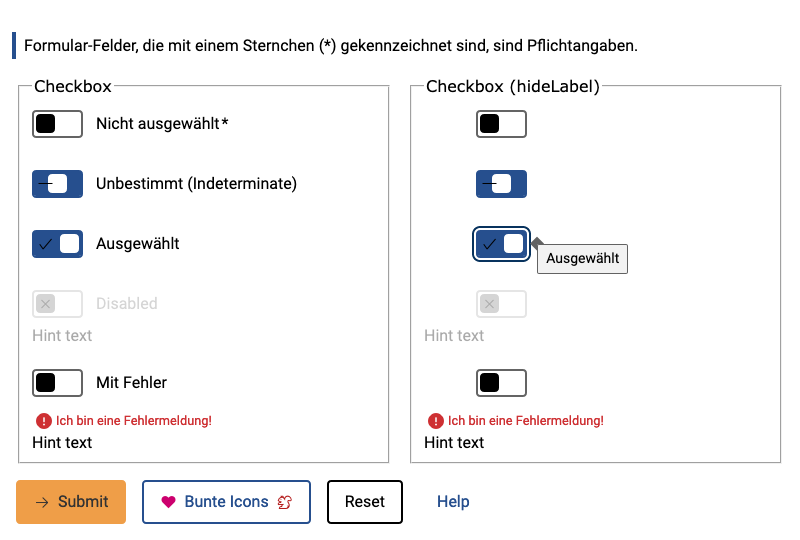 Formular-Felder, die mit einem Sternchen (*) gekennzeichnet sind, sind Pflichtangaben.
Checkbox
Nicht ausgewählt*
Unbestimmt (Indeterminate)
Ausgewählt
Disabled
Hint text
Mit Fehler
Ich bin eine Fehlermeldung!
Hint text
Checkbox (hideLabel)
Ausgewählt
Hint text
Ich bin eine Fehlermeldung!
Hint text
Submit
Bunte Icons
Reset
Help